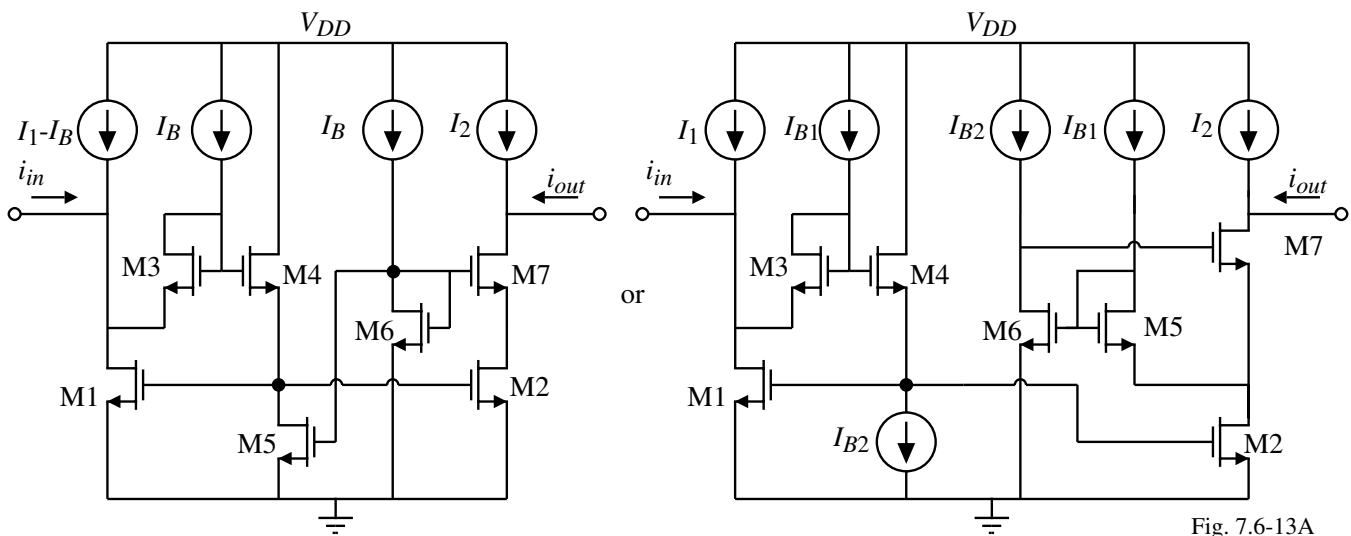 VDD
VDD
I1-IB
IB
IB
I2
I1
IB1
IB2
IB1
I2
iin
iout
iin
iout
M3
M4
M7
M3
M4
M7
or
M6
M6
M5
M1
M2
M1
M5
IB2
M2
Fig. 7.6-13A